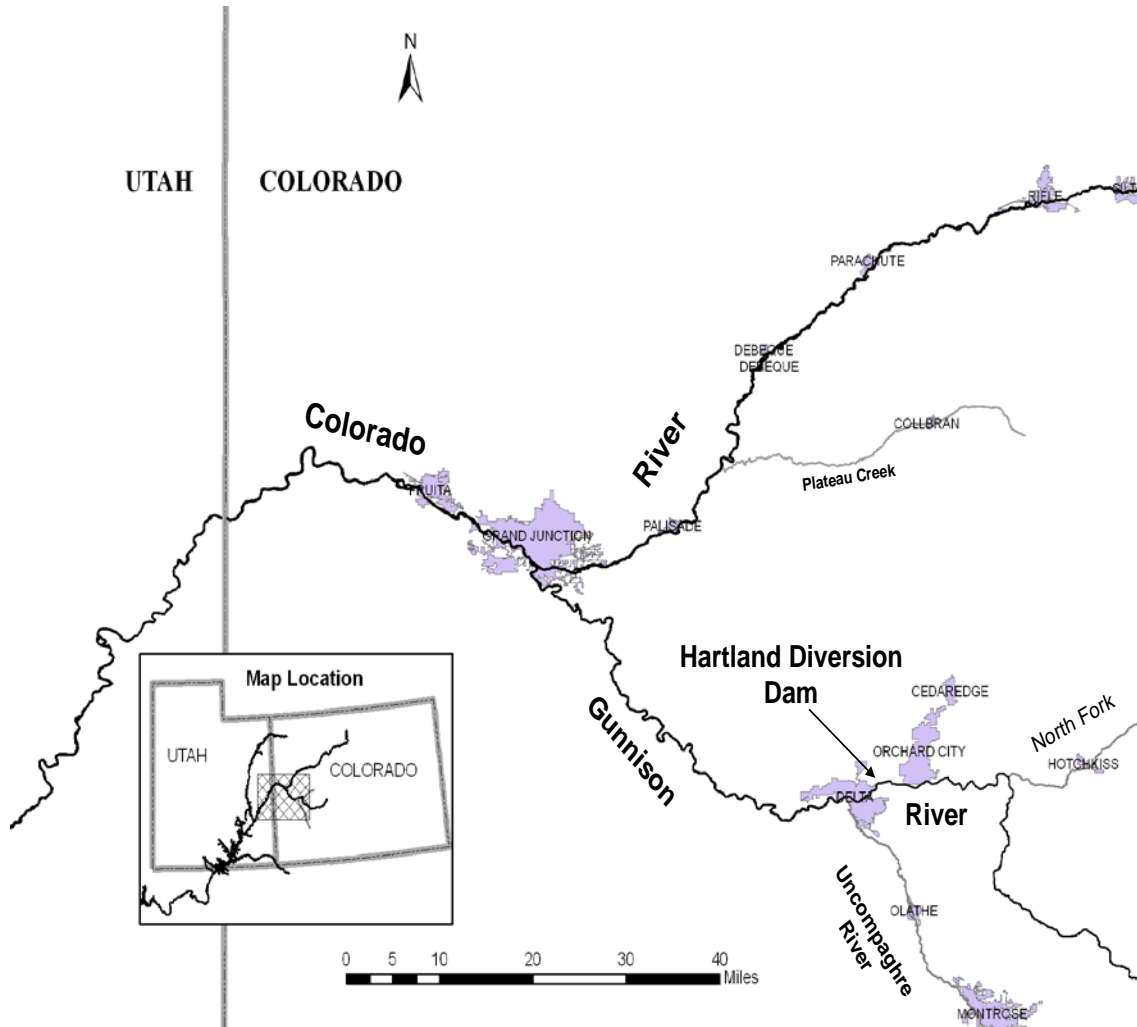 N
UTAH
COLORADO
RIFLE
SILT
PARACHUTE
DEBEQUE
DEBEQUE
Colorado
River
COLLBRAN
Plateau Creek
FRUITA
GRAND JUNCTION
PALISADE
Hartland Diversion
Dam
CEDAREDGE
Map Location
Gunnison
North Fork
ORCHARD CITY
HOTCHKISS
UTAH
COLORADO
DELTA
River
Uncompaghre
River
OLATHE
0 5 10 20 30 40
Miles
MONTROSE